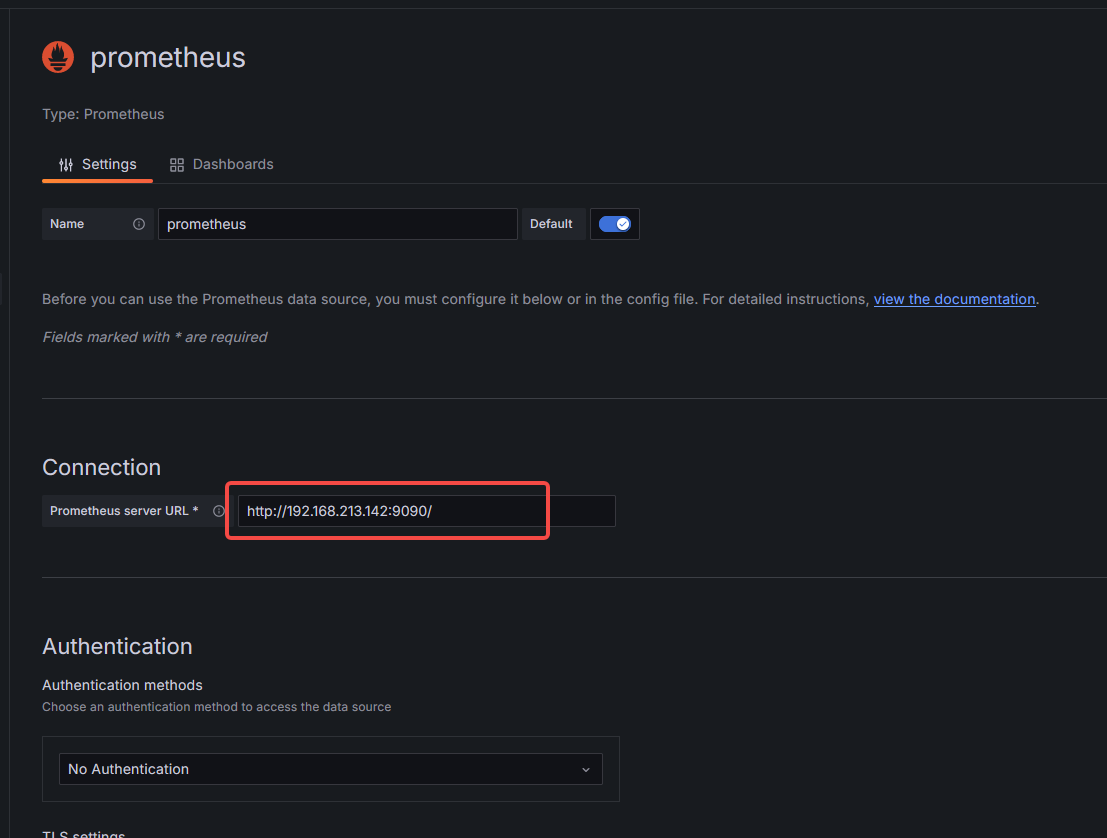 prometheus
Type: Prometheus
Settings Dashboards
Name prometheus Default
Before you can use the Prometheus data source, you must configure it below or in the config file. For detailed instructions, view the documentation.
Fields marked with * are required
Connection
Prometheus server URL * http://192.168.213.142:9090/
Authentication
Authentication methods
Choose an authentication method to access the data source
No Authentication
TLS settings